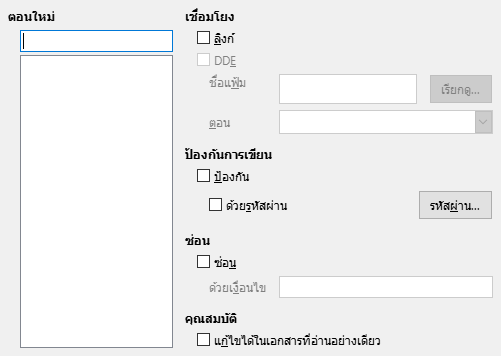 ตอนใหม่
เชื่อมโยง
ลิงก์
DDE
ชื่อแฟ้ม
เรียกดู...
ตอน
ป้องกันการเขียน
ป้องกัน
ด้วยรหัสผ่าน
รหัสผ่าน...
ซ่อน
ซ่อน
ด้วยเงื่อนไข
คุณสมบัติ
แก้ไขได้ในเอกสารที่อ่านอย่างเดียว